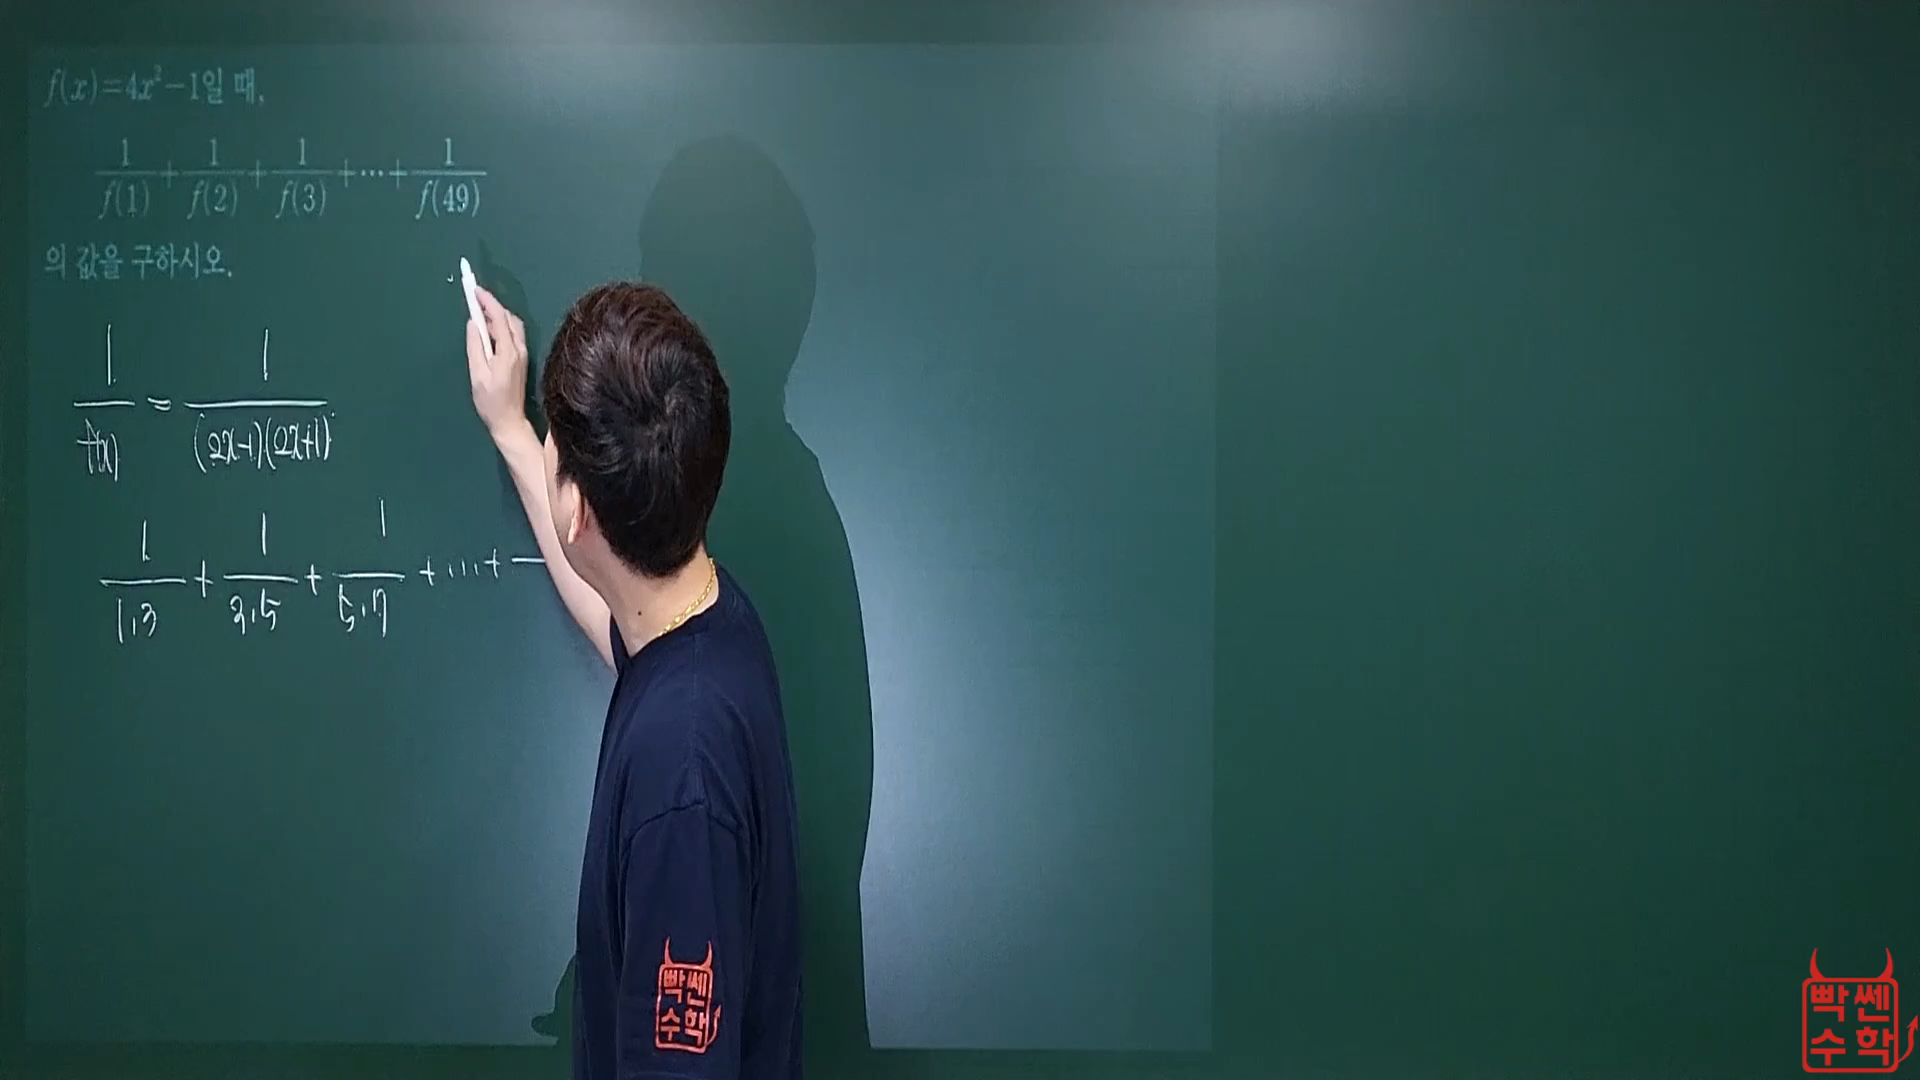 f(x)=4x²-1일 때,
1/f(1) + 1/f(2) + 1/f(3) +…+ 1/f(49)
의 값을 구하시오.
1/f(x) = 1/(2x-1)(2x+1)
1/1·3 + 1/3·5 + 1/5·7 + … +
빡쎈
수학
빡쎈
수학